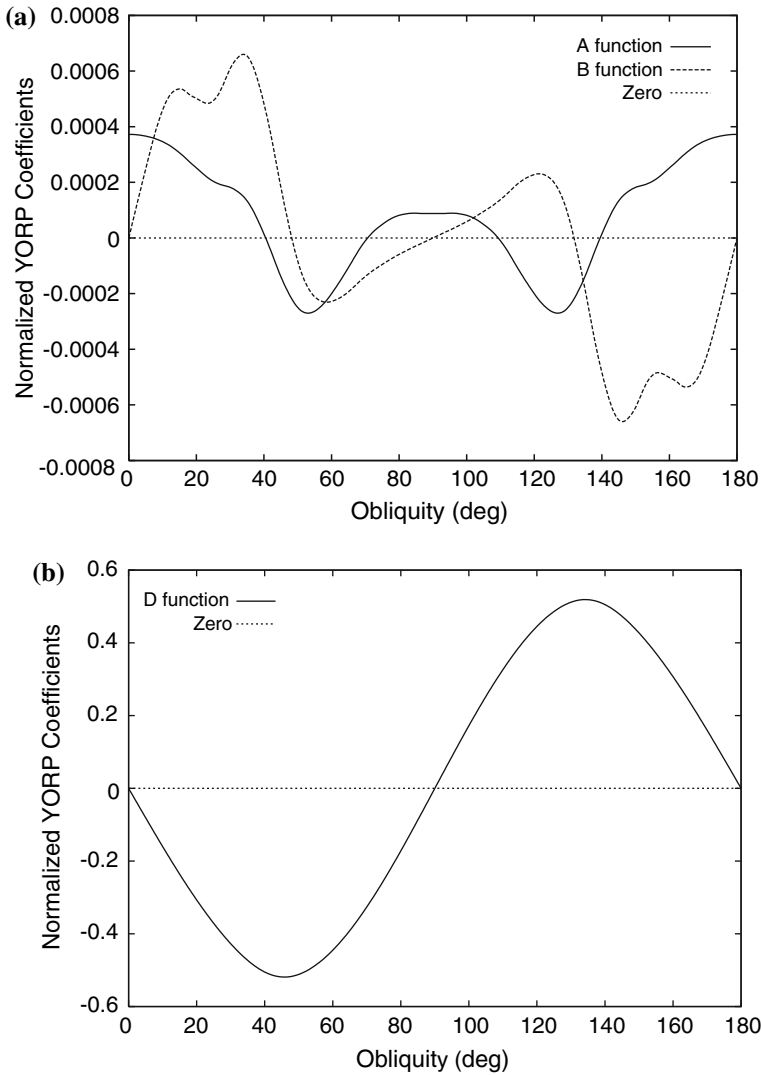 (a)
Normalized YORP Coefficients
0.0008
0.0006
0.0004
0.0002
0
-0.0002
-0.0004
-0.0006
-0.0008
A function
B function
Zero
0 20 40 60 80 100 120 140 160 180
Obliquity (deg)
(b)
Normalized YORP Coefficients
0.6
0.4
0.2
0
-0.2
-0.4
-0.6
D function
Zero
0 20 40 60 80 100 120 140 160 180
Obliquity (deg)